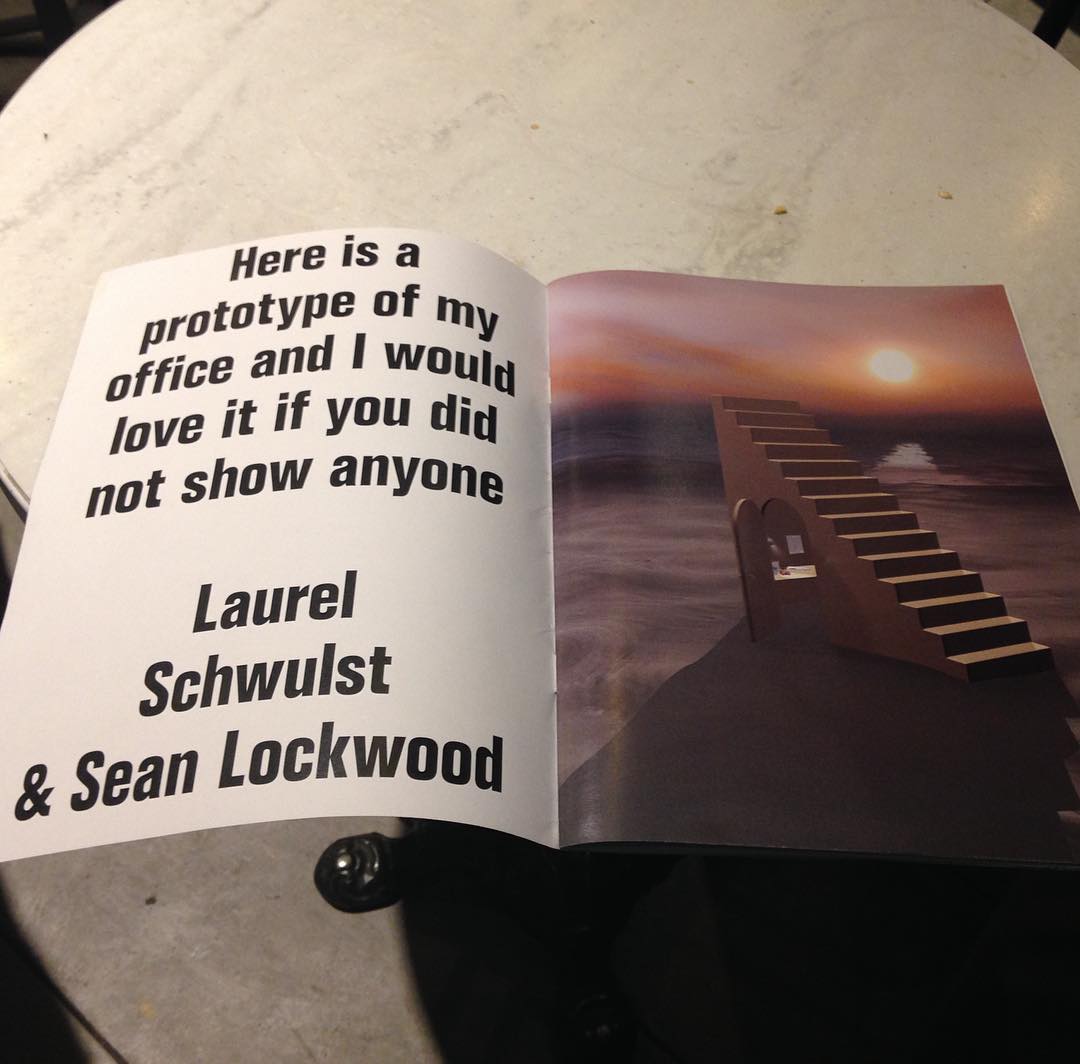 Here is a
prototype of my
office and I would
love it if you did
not show anyone
Laurel
Schwulst
& Sean Lockwood